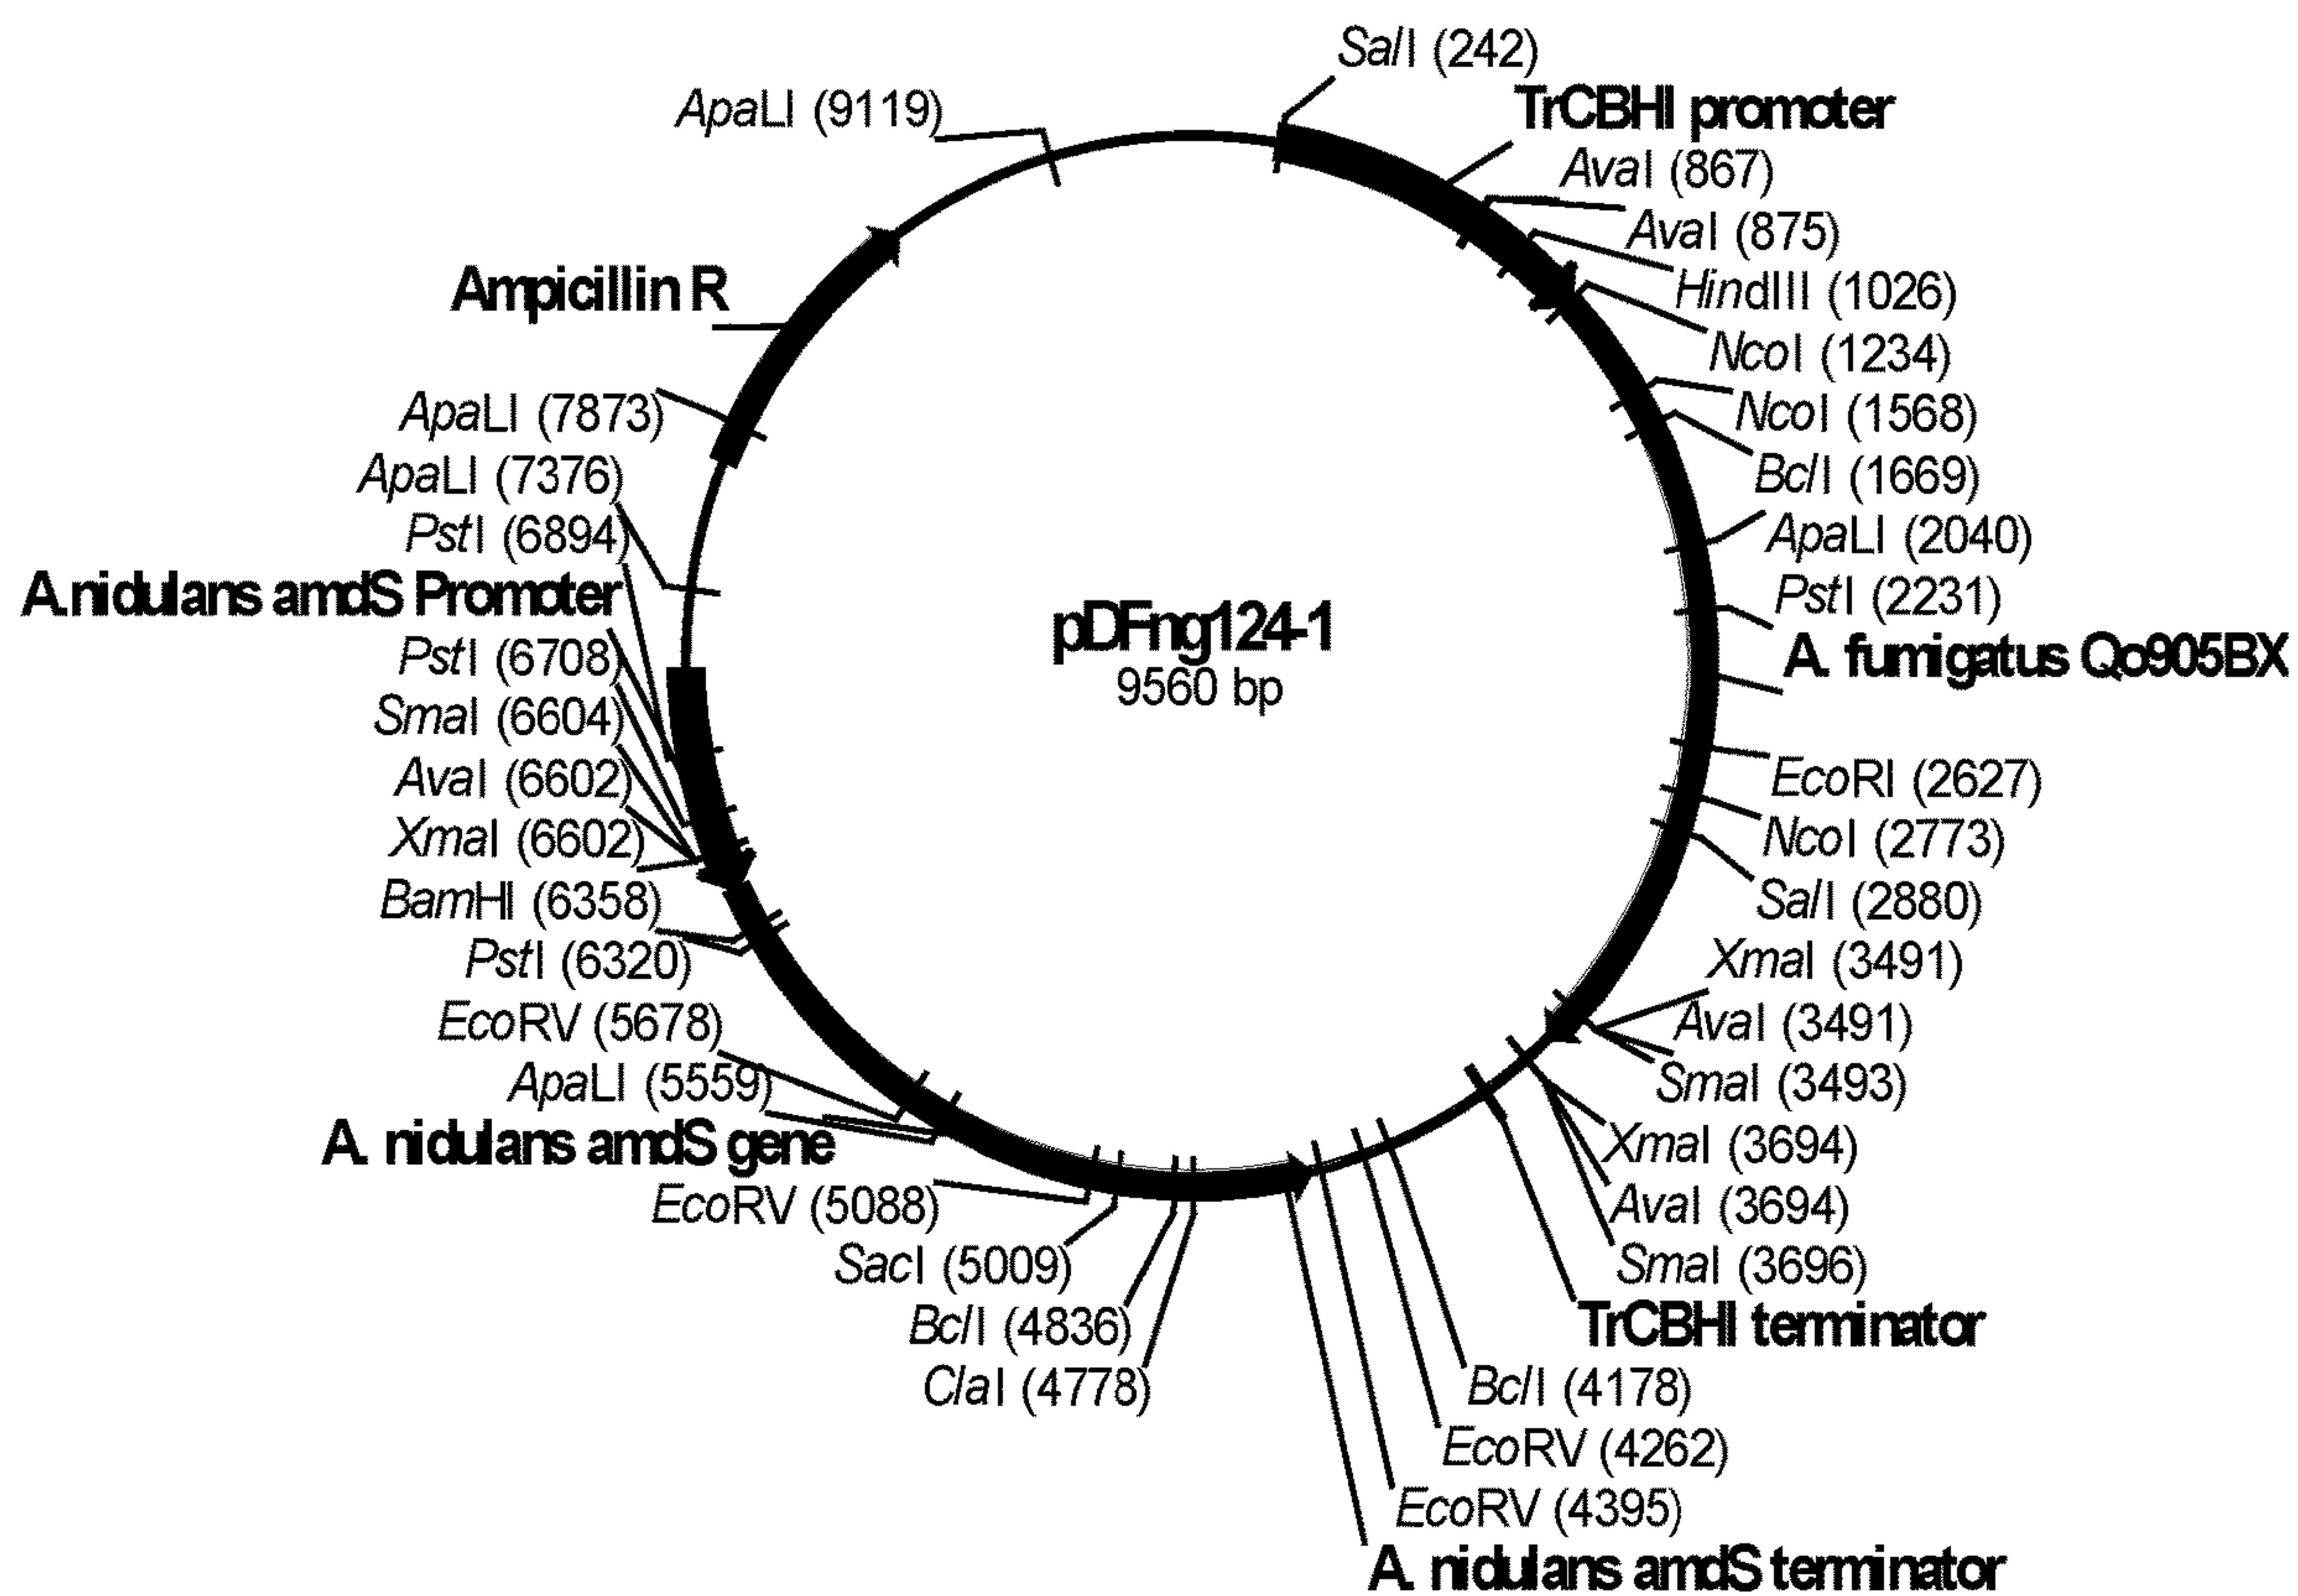 SalI (242)
TrCBHI promoter
AvaI (867)
AvaI (875)
HindIII (1026)
NcoI (1234)
NcoI (1568)
BclI (1669)
ApaLI (2040)
PstI (2231)
A. fumigatus Qo905BX
EcoRI (2627)
NcoI (2773)
SalI (2880)
XmaI (3491)
AvaI (3491)
SmaI (3493)
XmaI (3694)
AvaI (3694)
SmaI (3696)
TrCBHI terminator
BclI (4178)
EcoRV (4262)
EcoRV (4395)
A. nidulans amdS terminator
ClaI (4778)
BclI (4836)
SacI (5009)
EcoRV (5088)
A. nidulans amdS gene
ApaLI (5559)
EcoRV (5678)
PstI (6320)
BamHI (6358)
XmaI (6602)
AvaI (6602)
SmaI (6604)
PstI (6708)
A.nidulans amdS Promoter
PstI (6894)
ApaLI (7376)
ApaLI (7873)
Ampicillin R
ApaLI (9119)
pDFng124-1
9560 bp